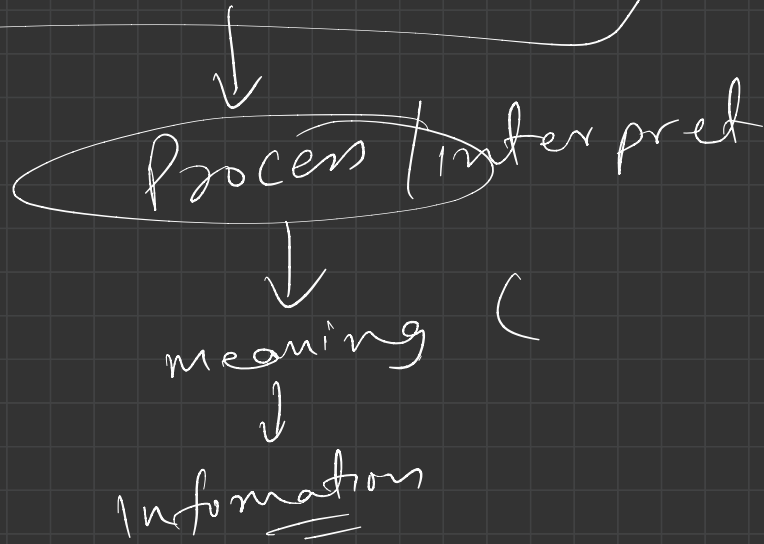 Process / interpret
meaning (
Information